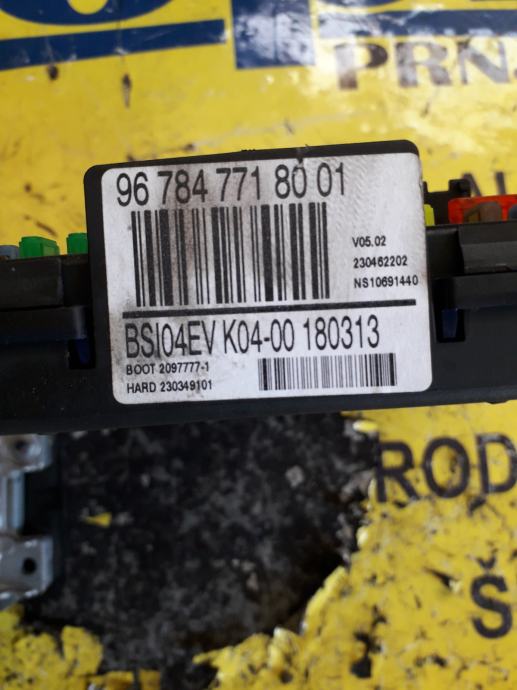 PRNJ
96 784 771 80 01
V05.02
230462202
NS10691440
BSI04EV K04-00 180313
BOOT 2097777-1
HARD 230349101
ROD
Š